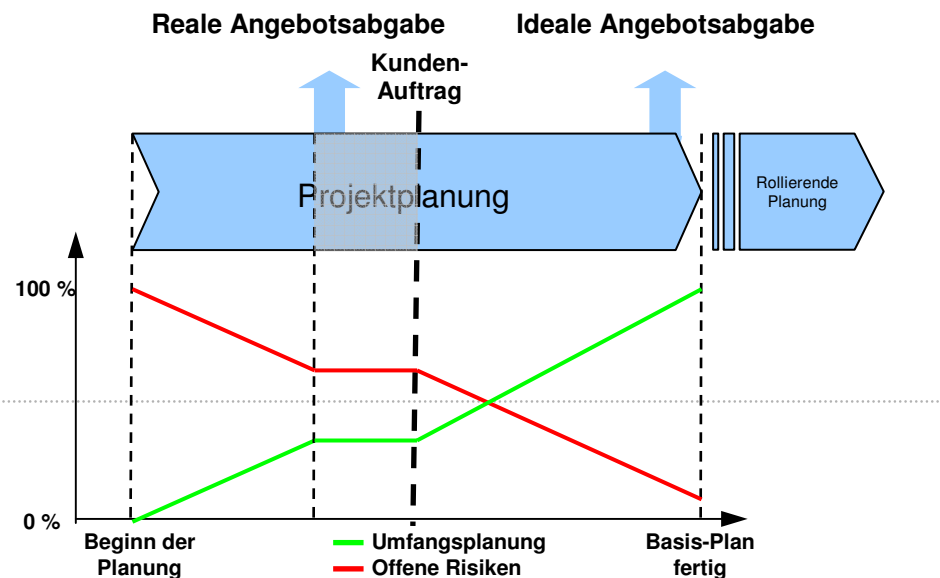 Reale Angebotsabgabe
Ideale Angebotsabgabe
Kunden-
Auftrag
Projektplanung
Rollierende
Planung
100 %
0 %
Beginn der
Planung
Umfangsplanung
Offene Risiken
Basis-Plan
fertig